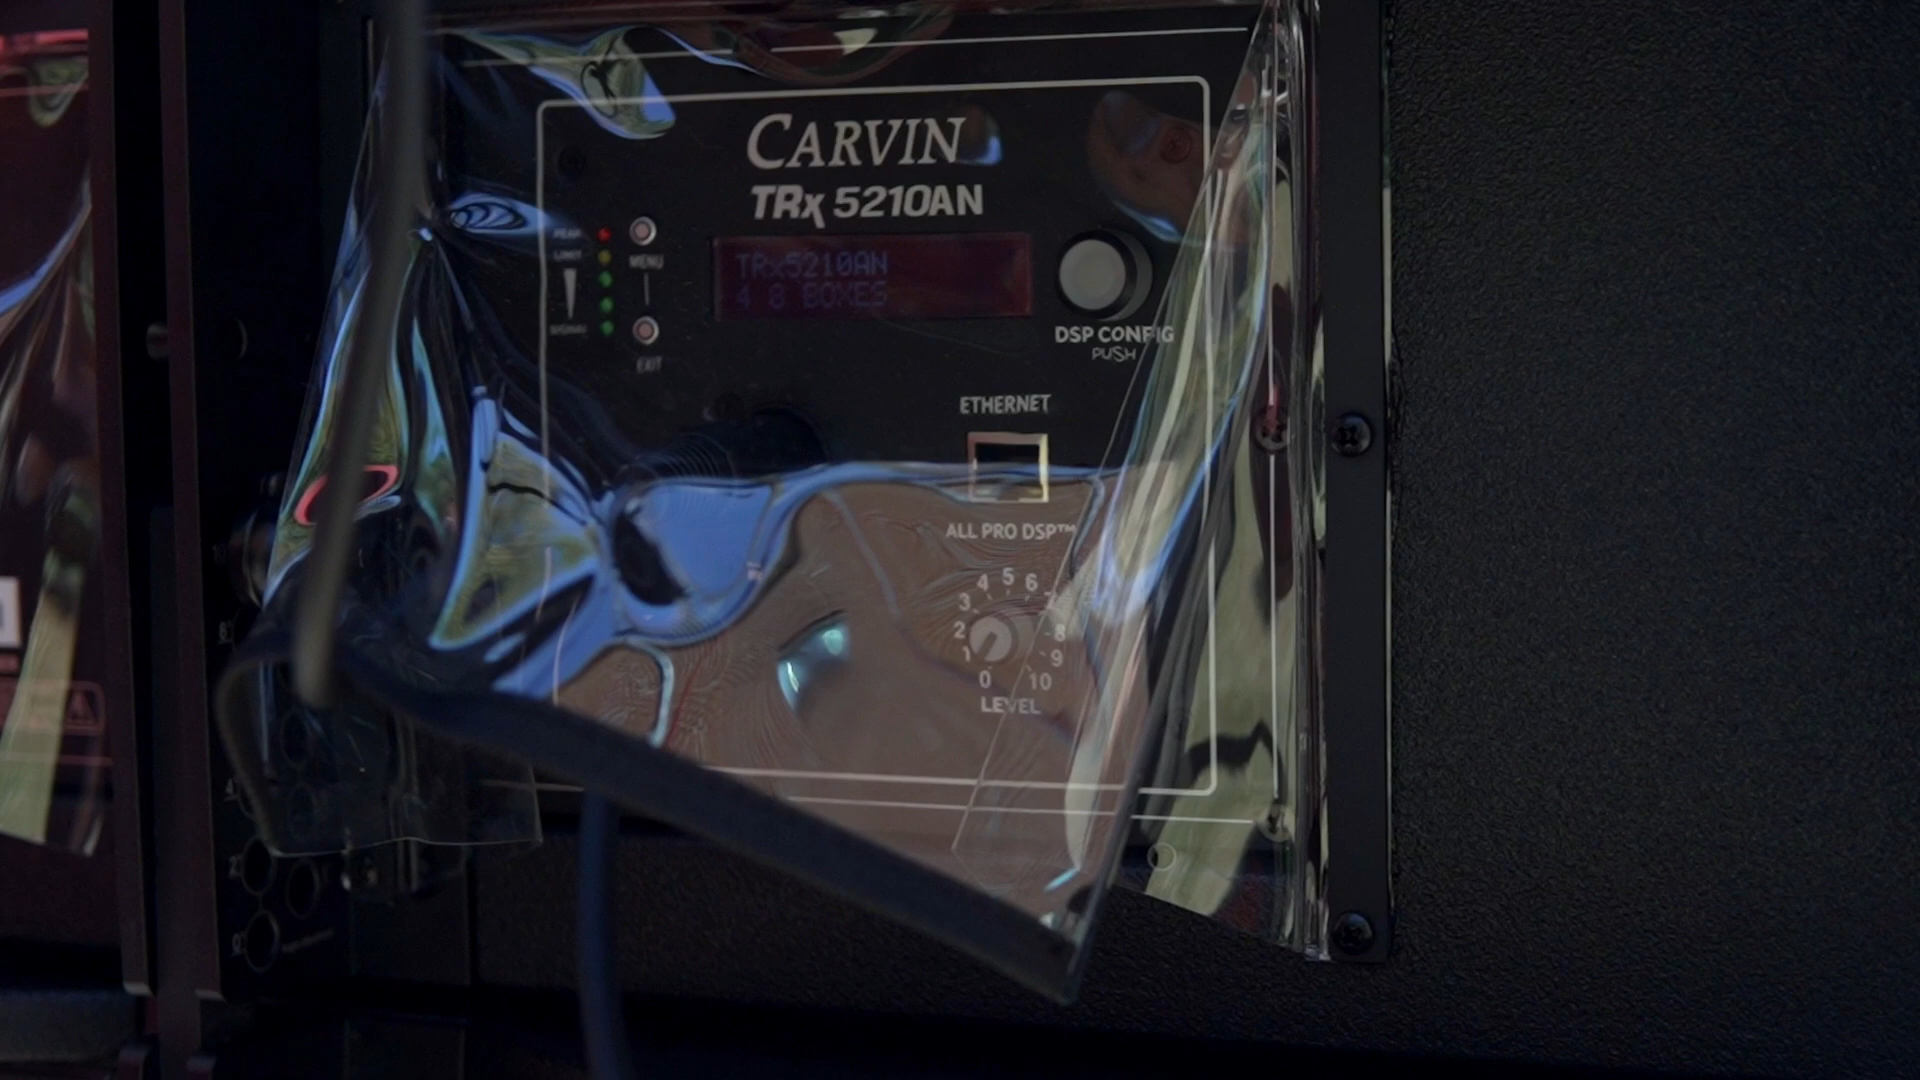 CARVIN
TRx 5210AN
PEAK
LIMIT
SIGNAL
MENU
EXIT
TRx5210AN
4 8 BOXES
DSP CONFIG
PUSH
ETHERNET
ALL PRO DSP™
0 1 2 3 4 5 6 7 8 9 10
LEVEL